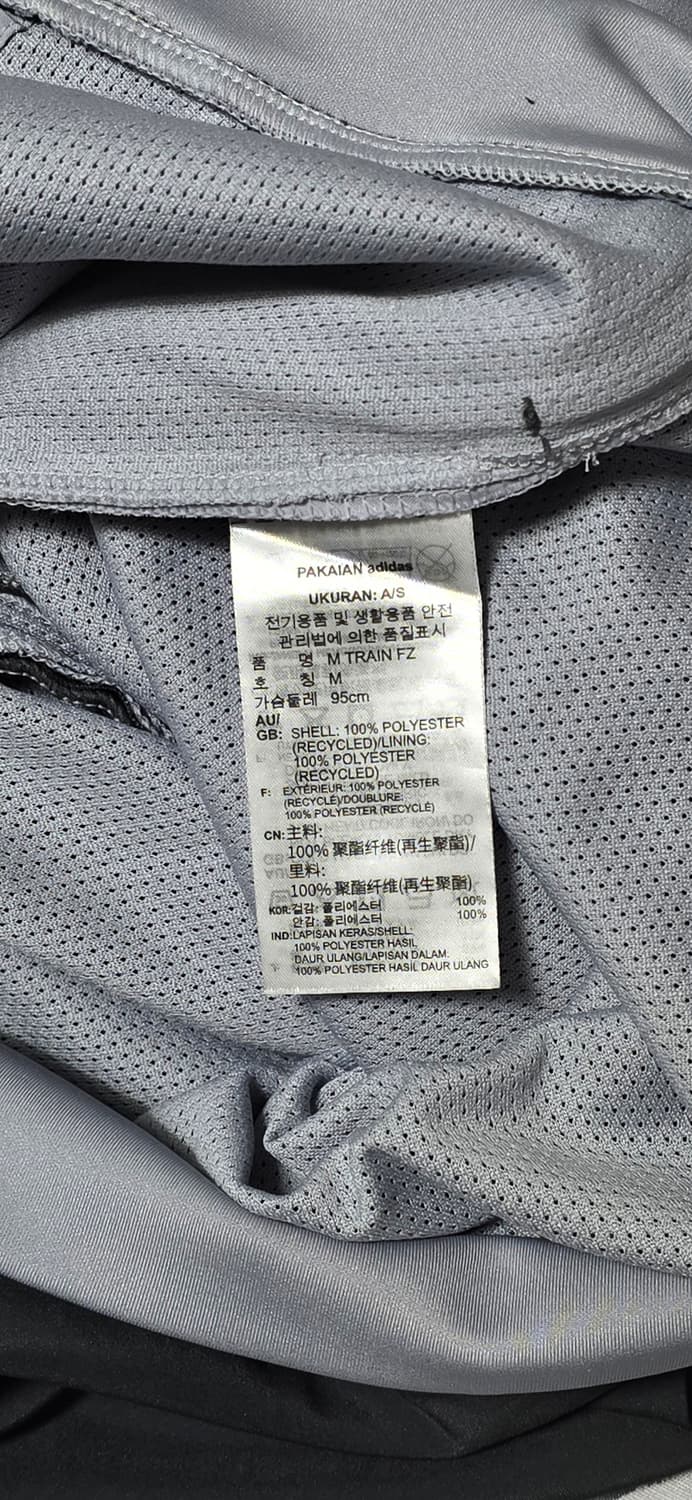 PAKAIAN adidas
UKURAN: A/S
전기용품 및 생활용품 안전
관리법에 의한 품질표시
품 명 M TRAIN FZ
호 칭 M
가슴둘레 95cm
AU/
GB: SHELL: 100% POLYESTER
(RECYCLED)/LINING:
100% POLYESTER
(RECYCLED)
F: EXTÉRIEUR: 100% POLYESTER
(RECYCLÉ)/DOUBLURE:
100% POLYESTER (RECYCLÉ)
CN: 主料:
100% 聚酯纤维(再生聚酯)/
里料:
100% 聚酯纤维(再生聚酯)
KOR: 겉감: 폴리에스터 100%
안감: 폴리에스터 100%
IND: LAPISAN KERAS/SHELL:
100% POLYESTER HASIL
DAUR ULANG/LAPISAN DALAM:
100% POLYESTER HASIL DAUR ULANG